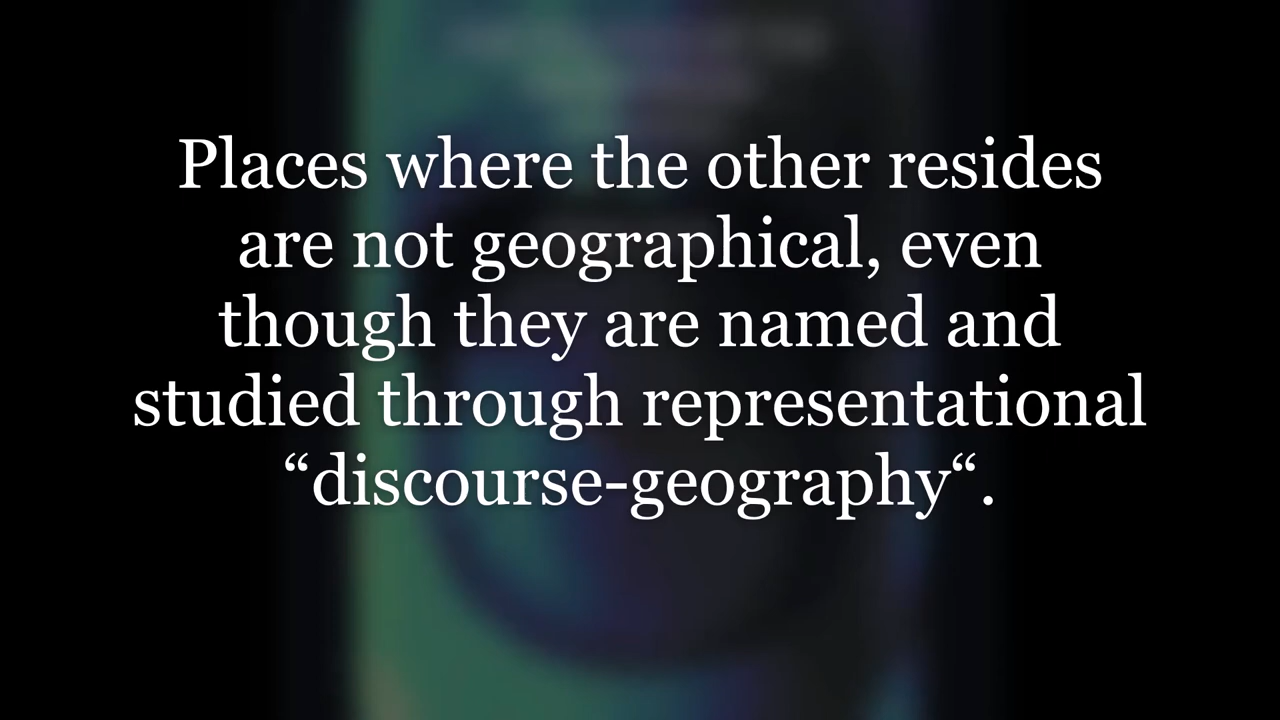 Places where the other resides
are not geographical, even
though they are named and
studied through representational
“discourse-geography“.